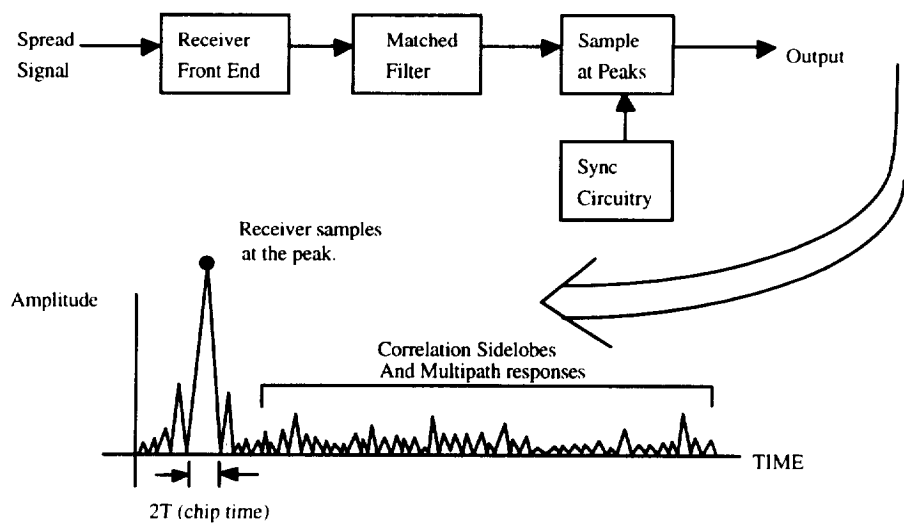 Spread
Signal
Receiver
Front End
Matched
Filter
Sample
at Peaks
Output
Sync
Circuitry
Receiver samples
at the peak.
Amplitude
Correlation Sidelobes
And Multipath responses
TIME
2T (chip time)